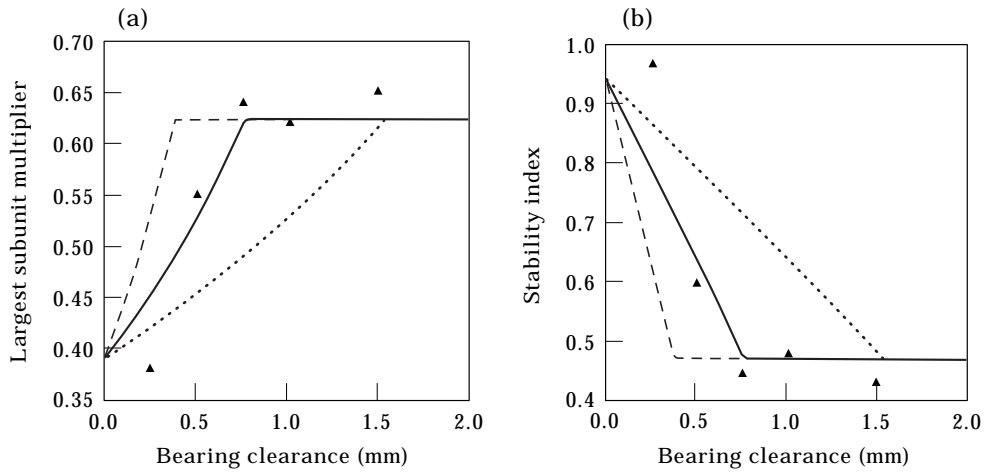 (a)
0.70
0.65
0.60
0.55
0.50
0.45
0.40
0.35
Largest subunit multiplier
0.0 0.5 1.0 1.5 2.0
Bearing clearance (mm)
(b)
1.0
0.9
0.8
0.7
0.6
0.5
0.4
Stability index
0.0 0.5 1.0 1.5 2.0
Bearing clearance (mm)